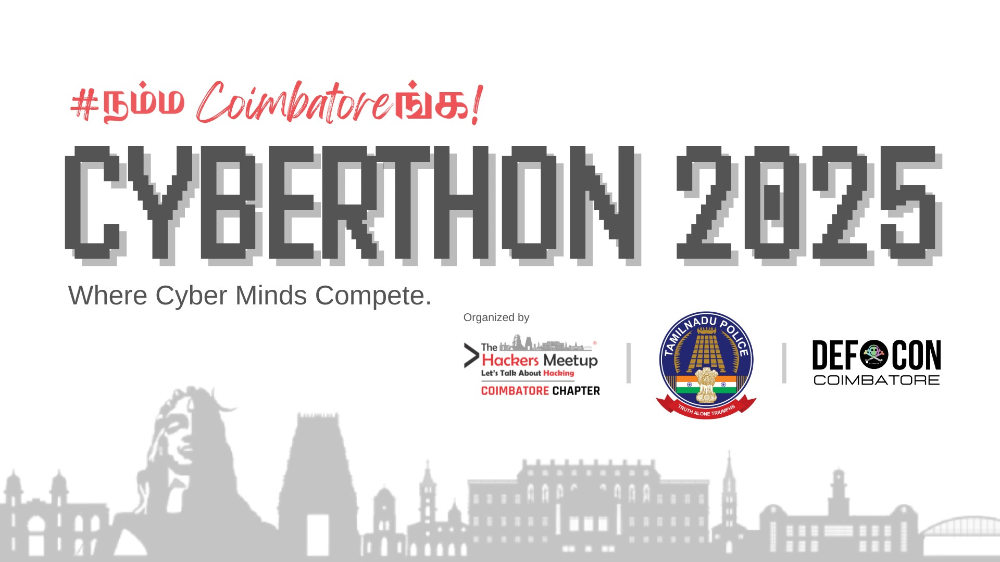 #நம்ம Coimbatoreங்க!
CYBERTHON 2025
Where Cyber Minds Compete.
Organized by
The
Hackers Meetup
Let's Talk About Hacking
COIMBATORE CHAPTER
TAMILNADU POLICE
TRUTH ALONE TRIUMPHS
DEF CON
COIMBATORE